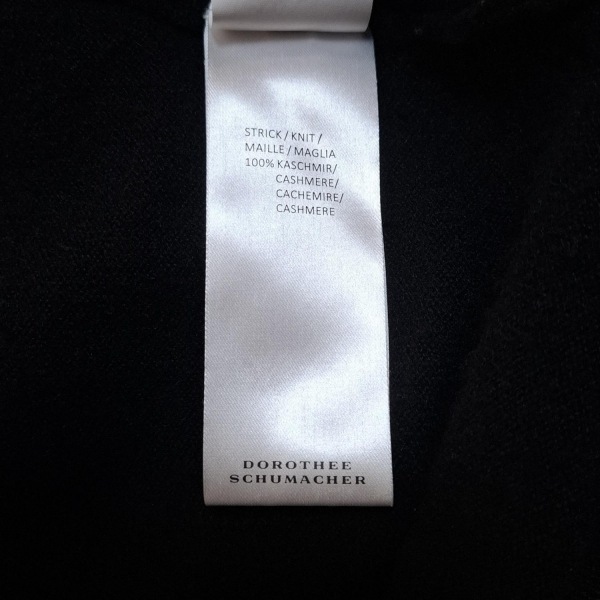 STRICK / KNIT /
MAILLE / MAGLIA
100% KASCHMIR/
CASHMERE/
CACHEMIRE/
CASHMERE
DOROTHEE
SCHUMACHER